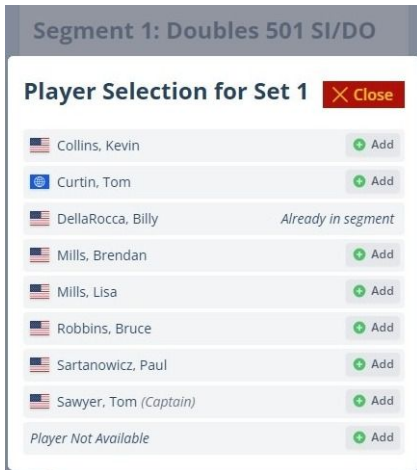 Segment 1: Doubles 501 SI/DO
Player Selection for Set 1 Close
Collins, Kevin Add
Curtin, Tom Add
DellaRocca, Billy Already in segment
Mills, Brendan Add
Mills, Lisa Add
Robbins, Bruce Add
Sartanowicz, Paul Add
Sawyer, Tom (Captain) Add
Player Not Available Add